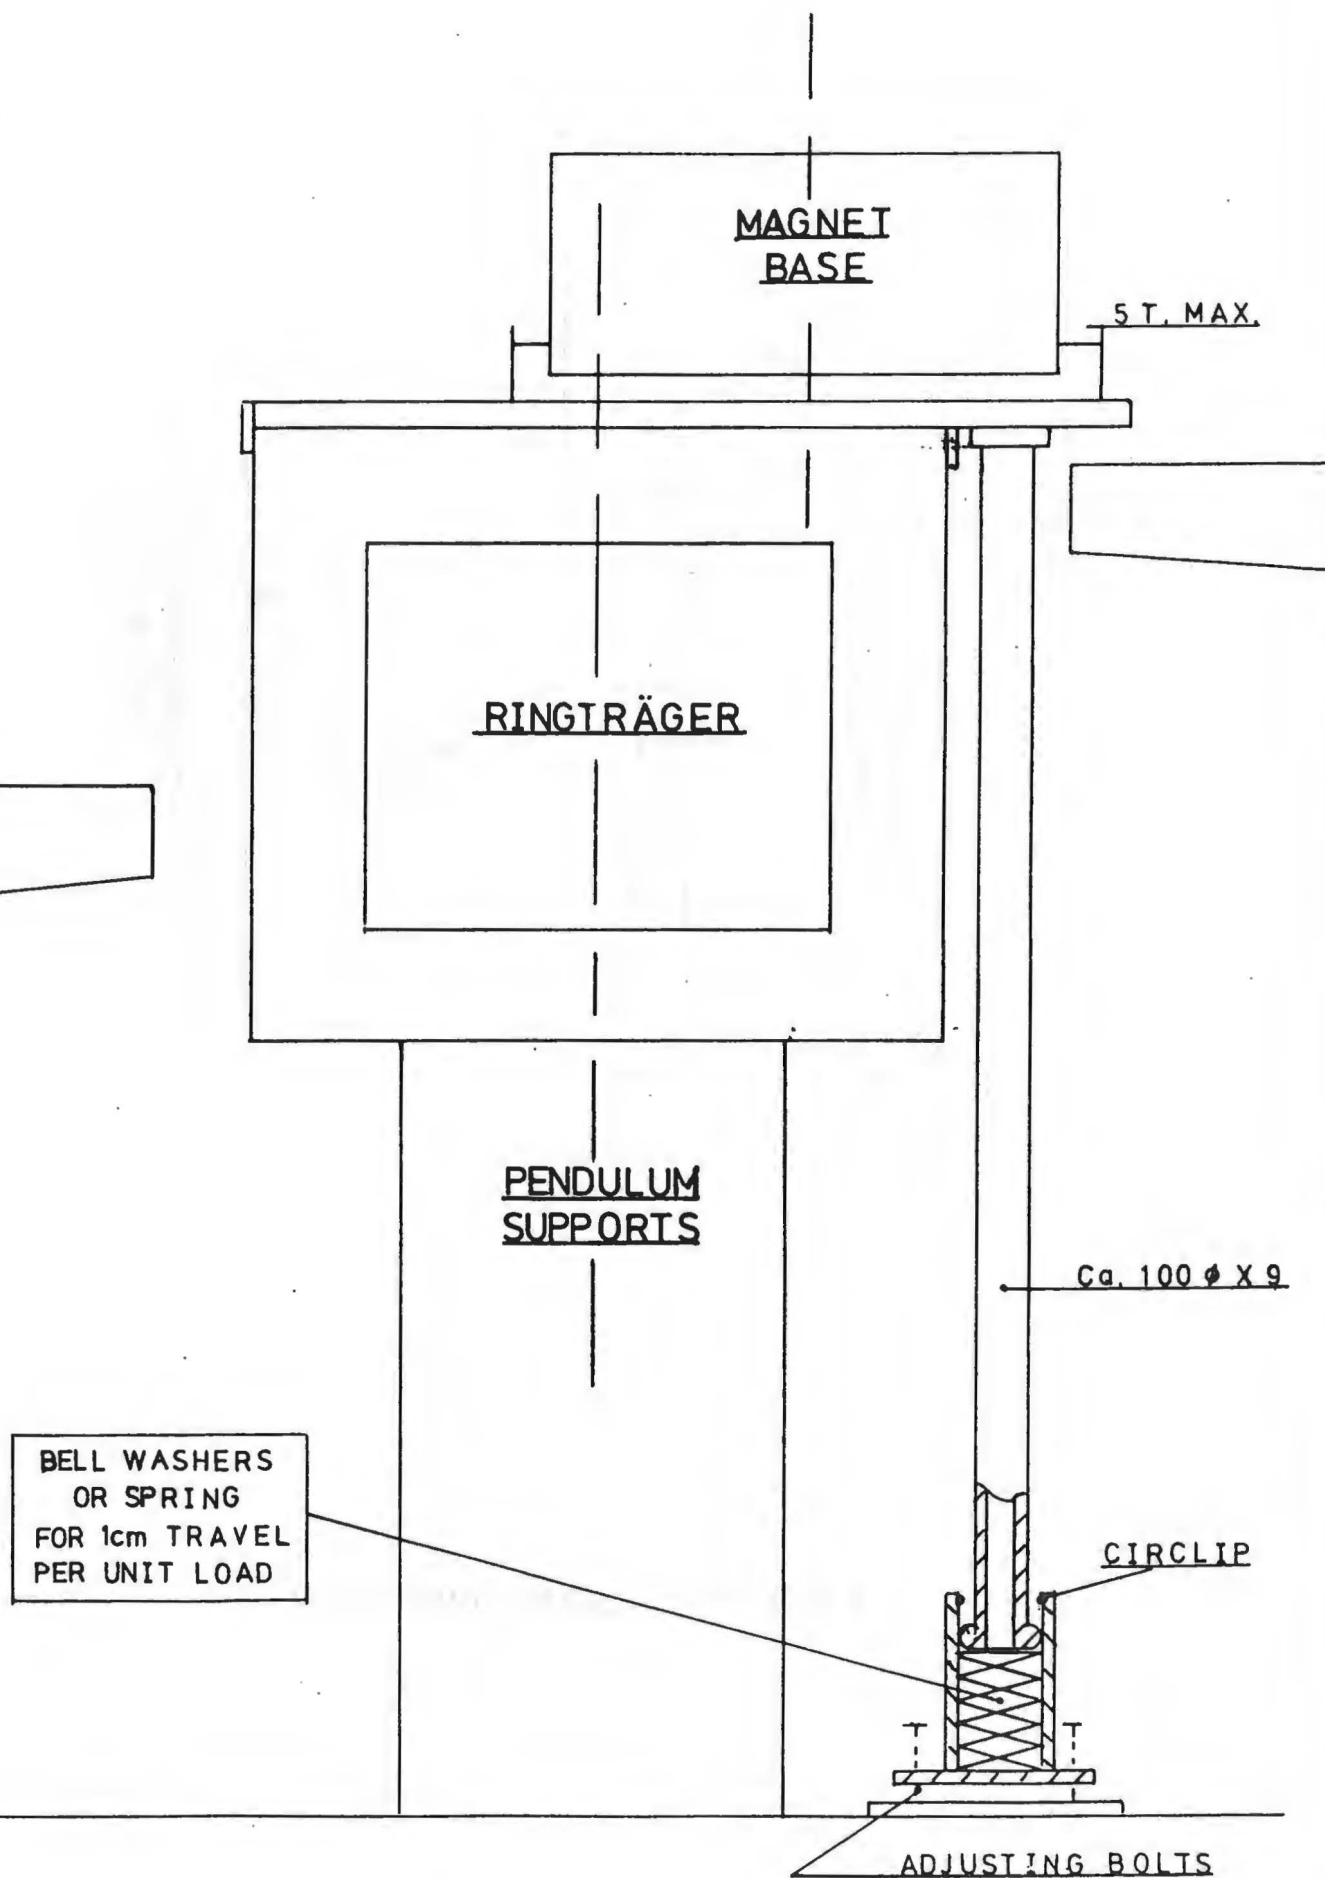 MAGNET
BASE
5 T. MAX.
RINGTRÄGER
PENDULUM
SUPPORTS
Ca. 100 ϕ X 9
BELL WASHERS
OR SPRING
FOR 1cm TRAVEL
PER UNIT LOAD
CIRCLIP
ADJUSTING BOLTS